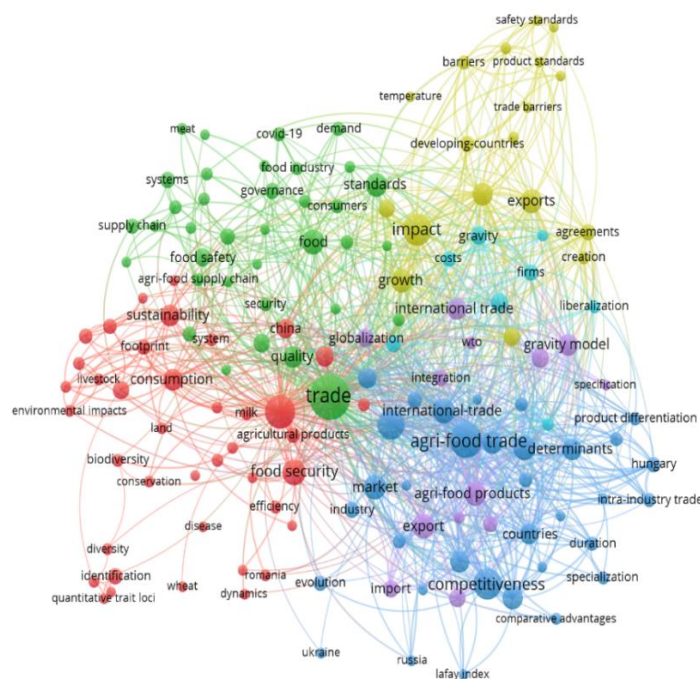 safety standards
barriers
product standards
temperature
trade barriers
meat
covid-19
demand
developing-countries
food industry
systems
governance
standards
consumers
exports
supply chain
impact
gravity
agreements
food
food safety
costs
creation
agri-food supply chain
firms
growth
security
international trade
liberalization
sustainability
china
globalization
system
wto
gravity model
footprint
quality
livestock
consumption
integration
specification
trade
environmental impacts
milk
international-trade
product differentiation
land
agricultural products
agri-food trade
determinants
biodiversity
food security
hungary
conservation
market
agri-food products
intra-industry trade
efficiency
industry
disease
export
countries
diversity
duration
identification
romania
evolution
import
competitiveness
specialization
quantitative trait loci
wheat
dynamics
comparative advantages
ukraine
russia
lafay index